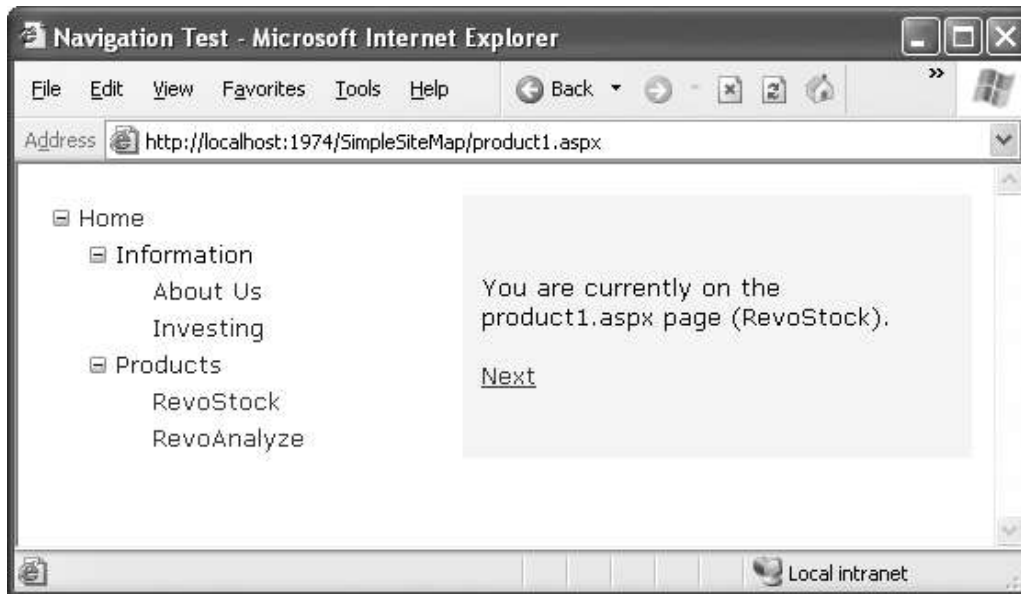 Navigation Test - Microsoft Internet Explorer
File Edit View Favorites Tools Help Back »
Address http://localhost:1974/SimpleSiteMap/product1.aspx
Home
Information
About Us
Investing
Products
RevoStock
RevoAnalyze
You are currently on the
product1.aspx page (RevoStock).
Next
Local intranet